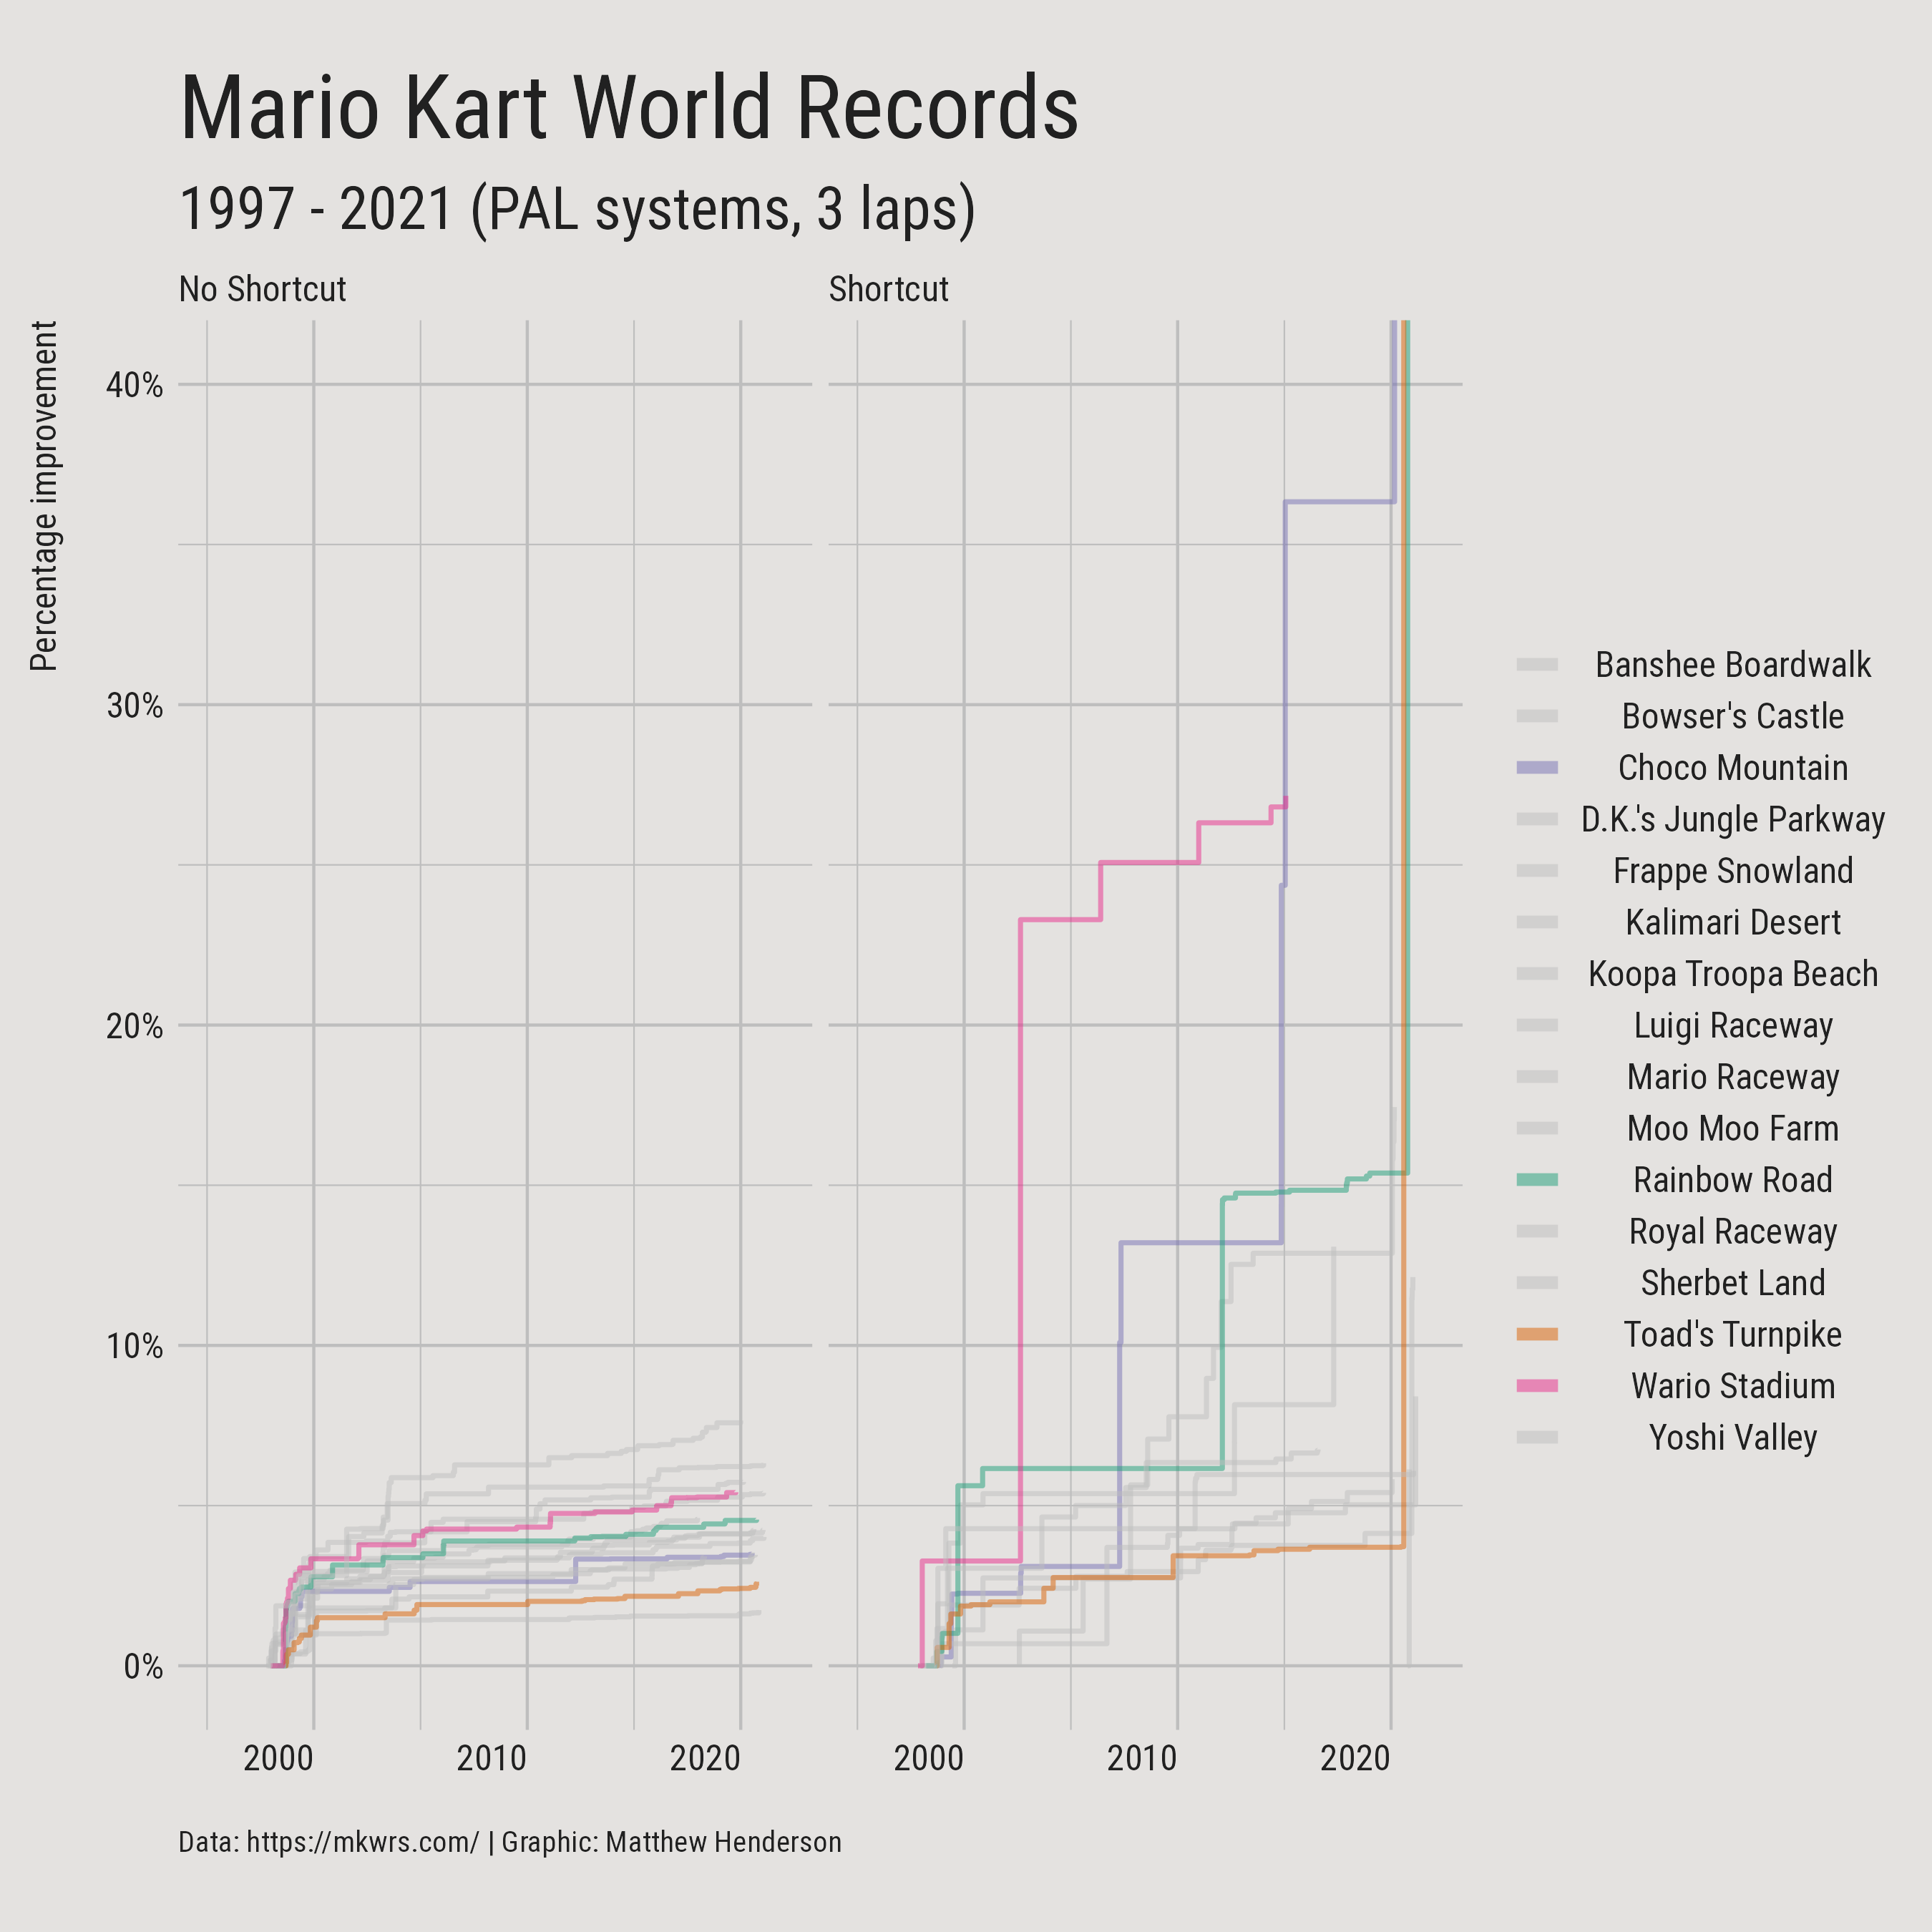 Mario Kart World Records
1997 - 2021 (PAL systems, 3 laps)
No Shortcut
Shortcut
Percentage improvement
40%
30%
20%
10%
0%
2000
2010
2020
2000
2010
2020
Banshee Boardwalk
Bowser's Castle
Choco Mountain
D.K.'s Jungle Parkway
Frappe Snowland
Kalimari Desert
Koopa Troopa Beach
Luigi Raceway
Mario Raceway
Moo Moo Farm
Rainbow Road
Royal Raceway
Sherbet Land
Toad's Turnpike
Wario Stadium
Yoshi Valley
Data: https://mkwrs.com/ | Graphic: Matthew Henderson